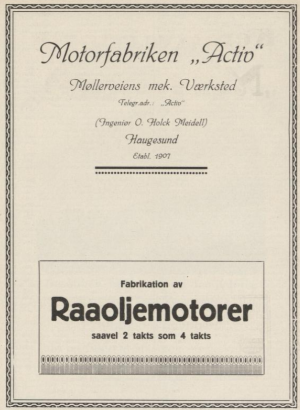 Motorfabriken „Activ“
Møllerveiens mek. Værksted
Telegr.adr.: „Activ“
(Ingeniør O. Holck Meidell)
Haugesund
Etabl. 1907
Fabrikation av
Raaoljemotorer
saavel 2 takts som 4 takts